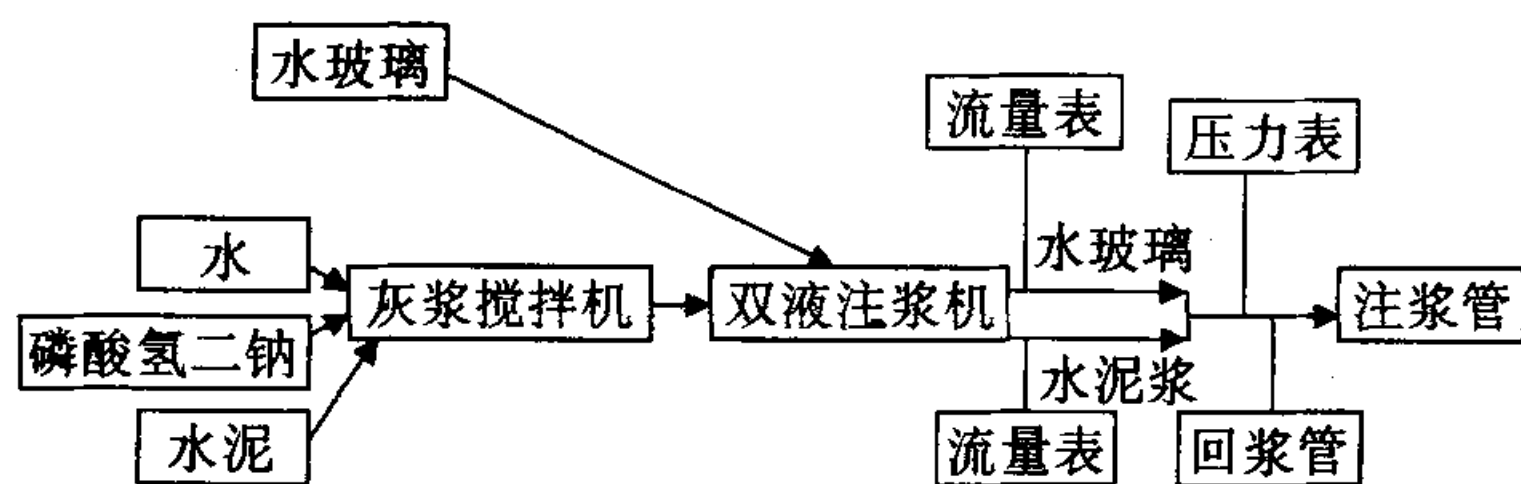 水玻璃
流量表
压力表
水
水玻璃
灰浆搅拌机
双液注浆机
注浆管
磷酸氢二钠
水泥浆
水泥
流量表
回浆管